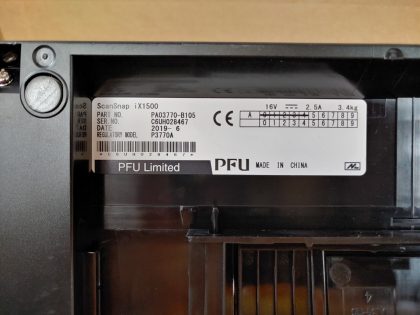 ScanSnap iX1500
16V ⎓ 2.5A 3.4kg
PART NO. PA03770-B105
SER.NO. C6UH028467
DATE 2019- 6
REGULATORY MODEL P3770A
CE
A 0 1 2 3 4 5 6 7 8 9
0 1 2 3 4 5 6 7 8 9
*C6UH028467*
PFU Limited
PFU MADE IN CHINA